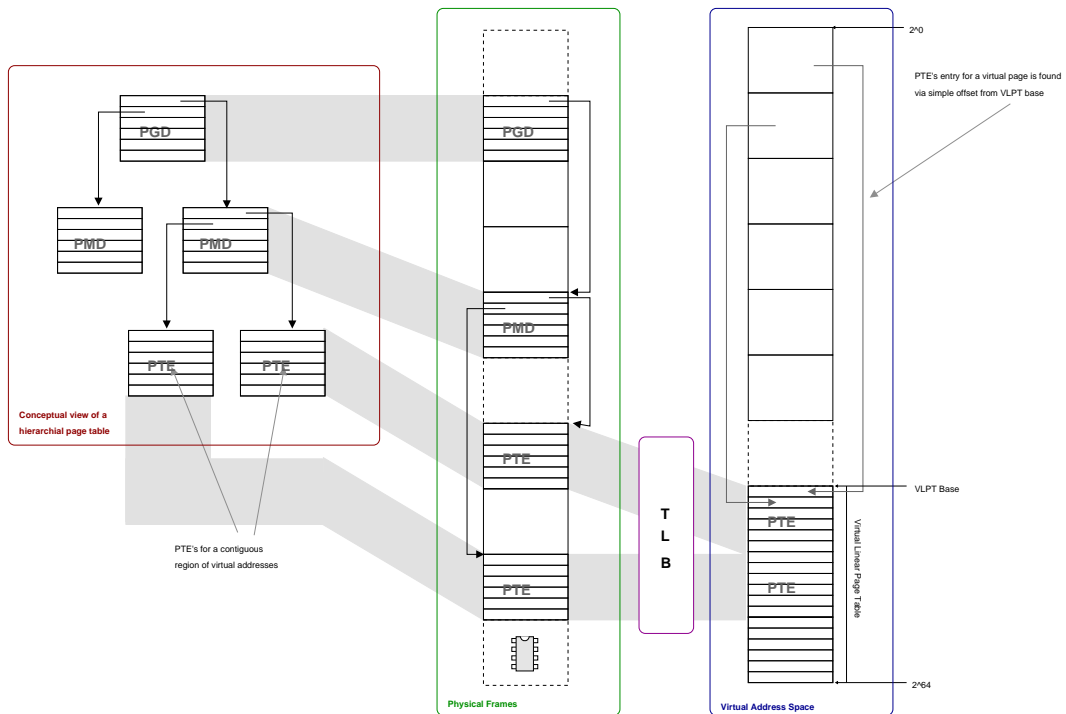 PGD
PMD
PMD
PTE
PTE
Conceptual view of a
hierarchial page table
PTE's for a contiguous
region of virtual addresses
PGD
PMD
PTE
PTE
Physical Frames
T
L
B
2^0
PTE's entry for a virtual page is found
via simple offset from VLPT base
VLPT Base
PTE
PTE
Virtual Linear Page Table
2^64
Virtual Address Space